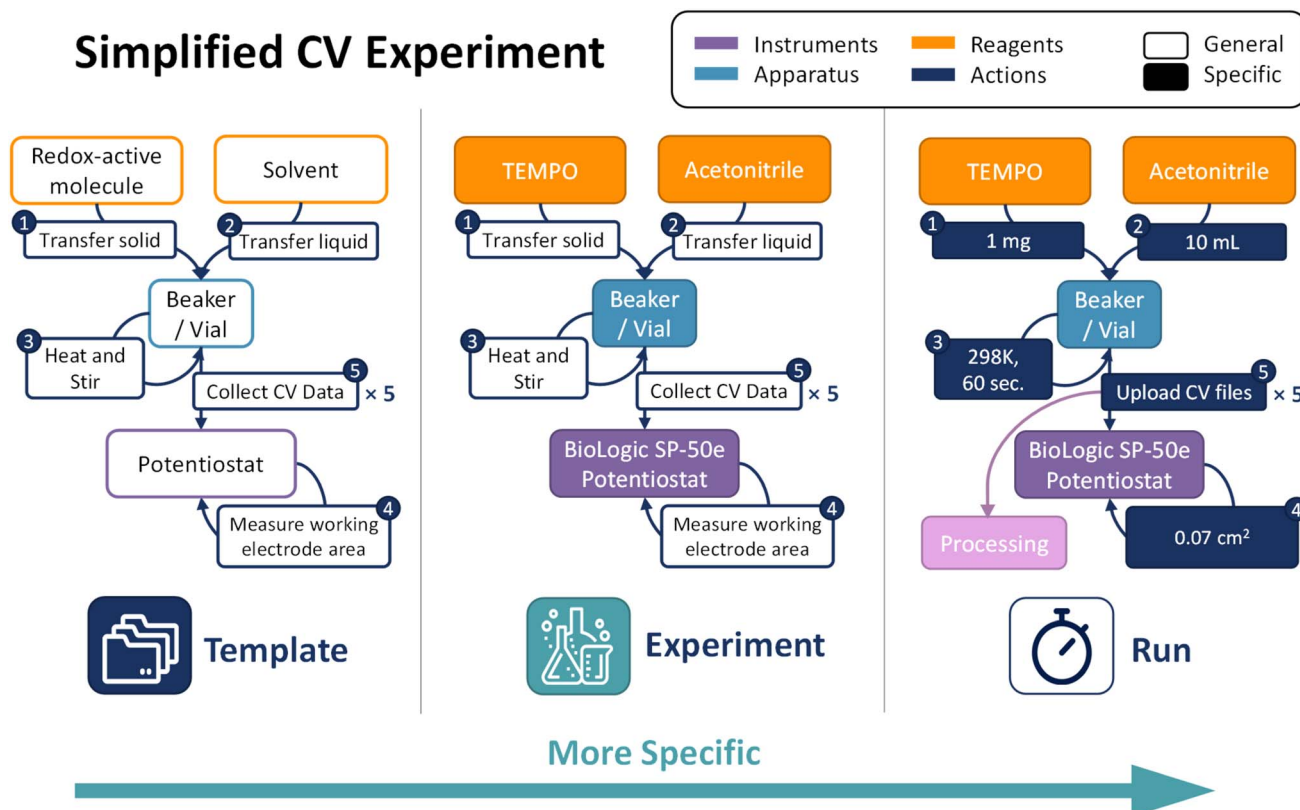 Simplified CV Experiment
Instruments
Apparatus
Reagents
Actions
General
Specific
Redox-active
molecule
Solvent
1
Transfer solid
2
Transfer liquid
Beaker
/ Vial
3
Heat and
Stir
5
Collect CV Data
× 5
Potentiostat
4
Measure working
electrode area
Template
TEMPO
Acetonitrile
1
Transfer solid
2
Transfer liquid
Beaker
/ Vial
3
Heat and
Stir
5
Collect CV Data
× 5
BioLogic SP-50e
Potentiostat
4
Measure working
electrode area
Experiment
TEMPO
Acetonitrile
1
1 mg
2
10 mL
Beaker
/ Vial
3
298K,
60 sec.
5
Upload CV files
× 5
BioLogic SP-50e
Potentiostat
4
0.07 cm²
Processing
Run
More Specific